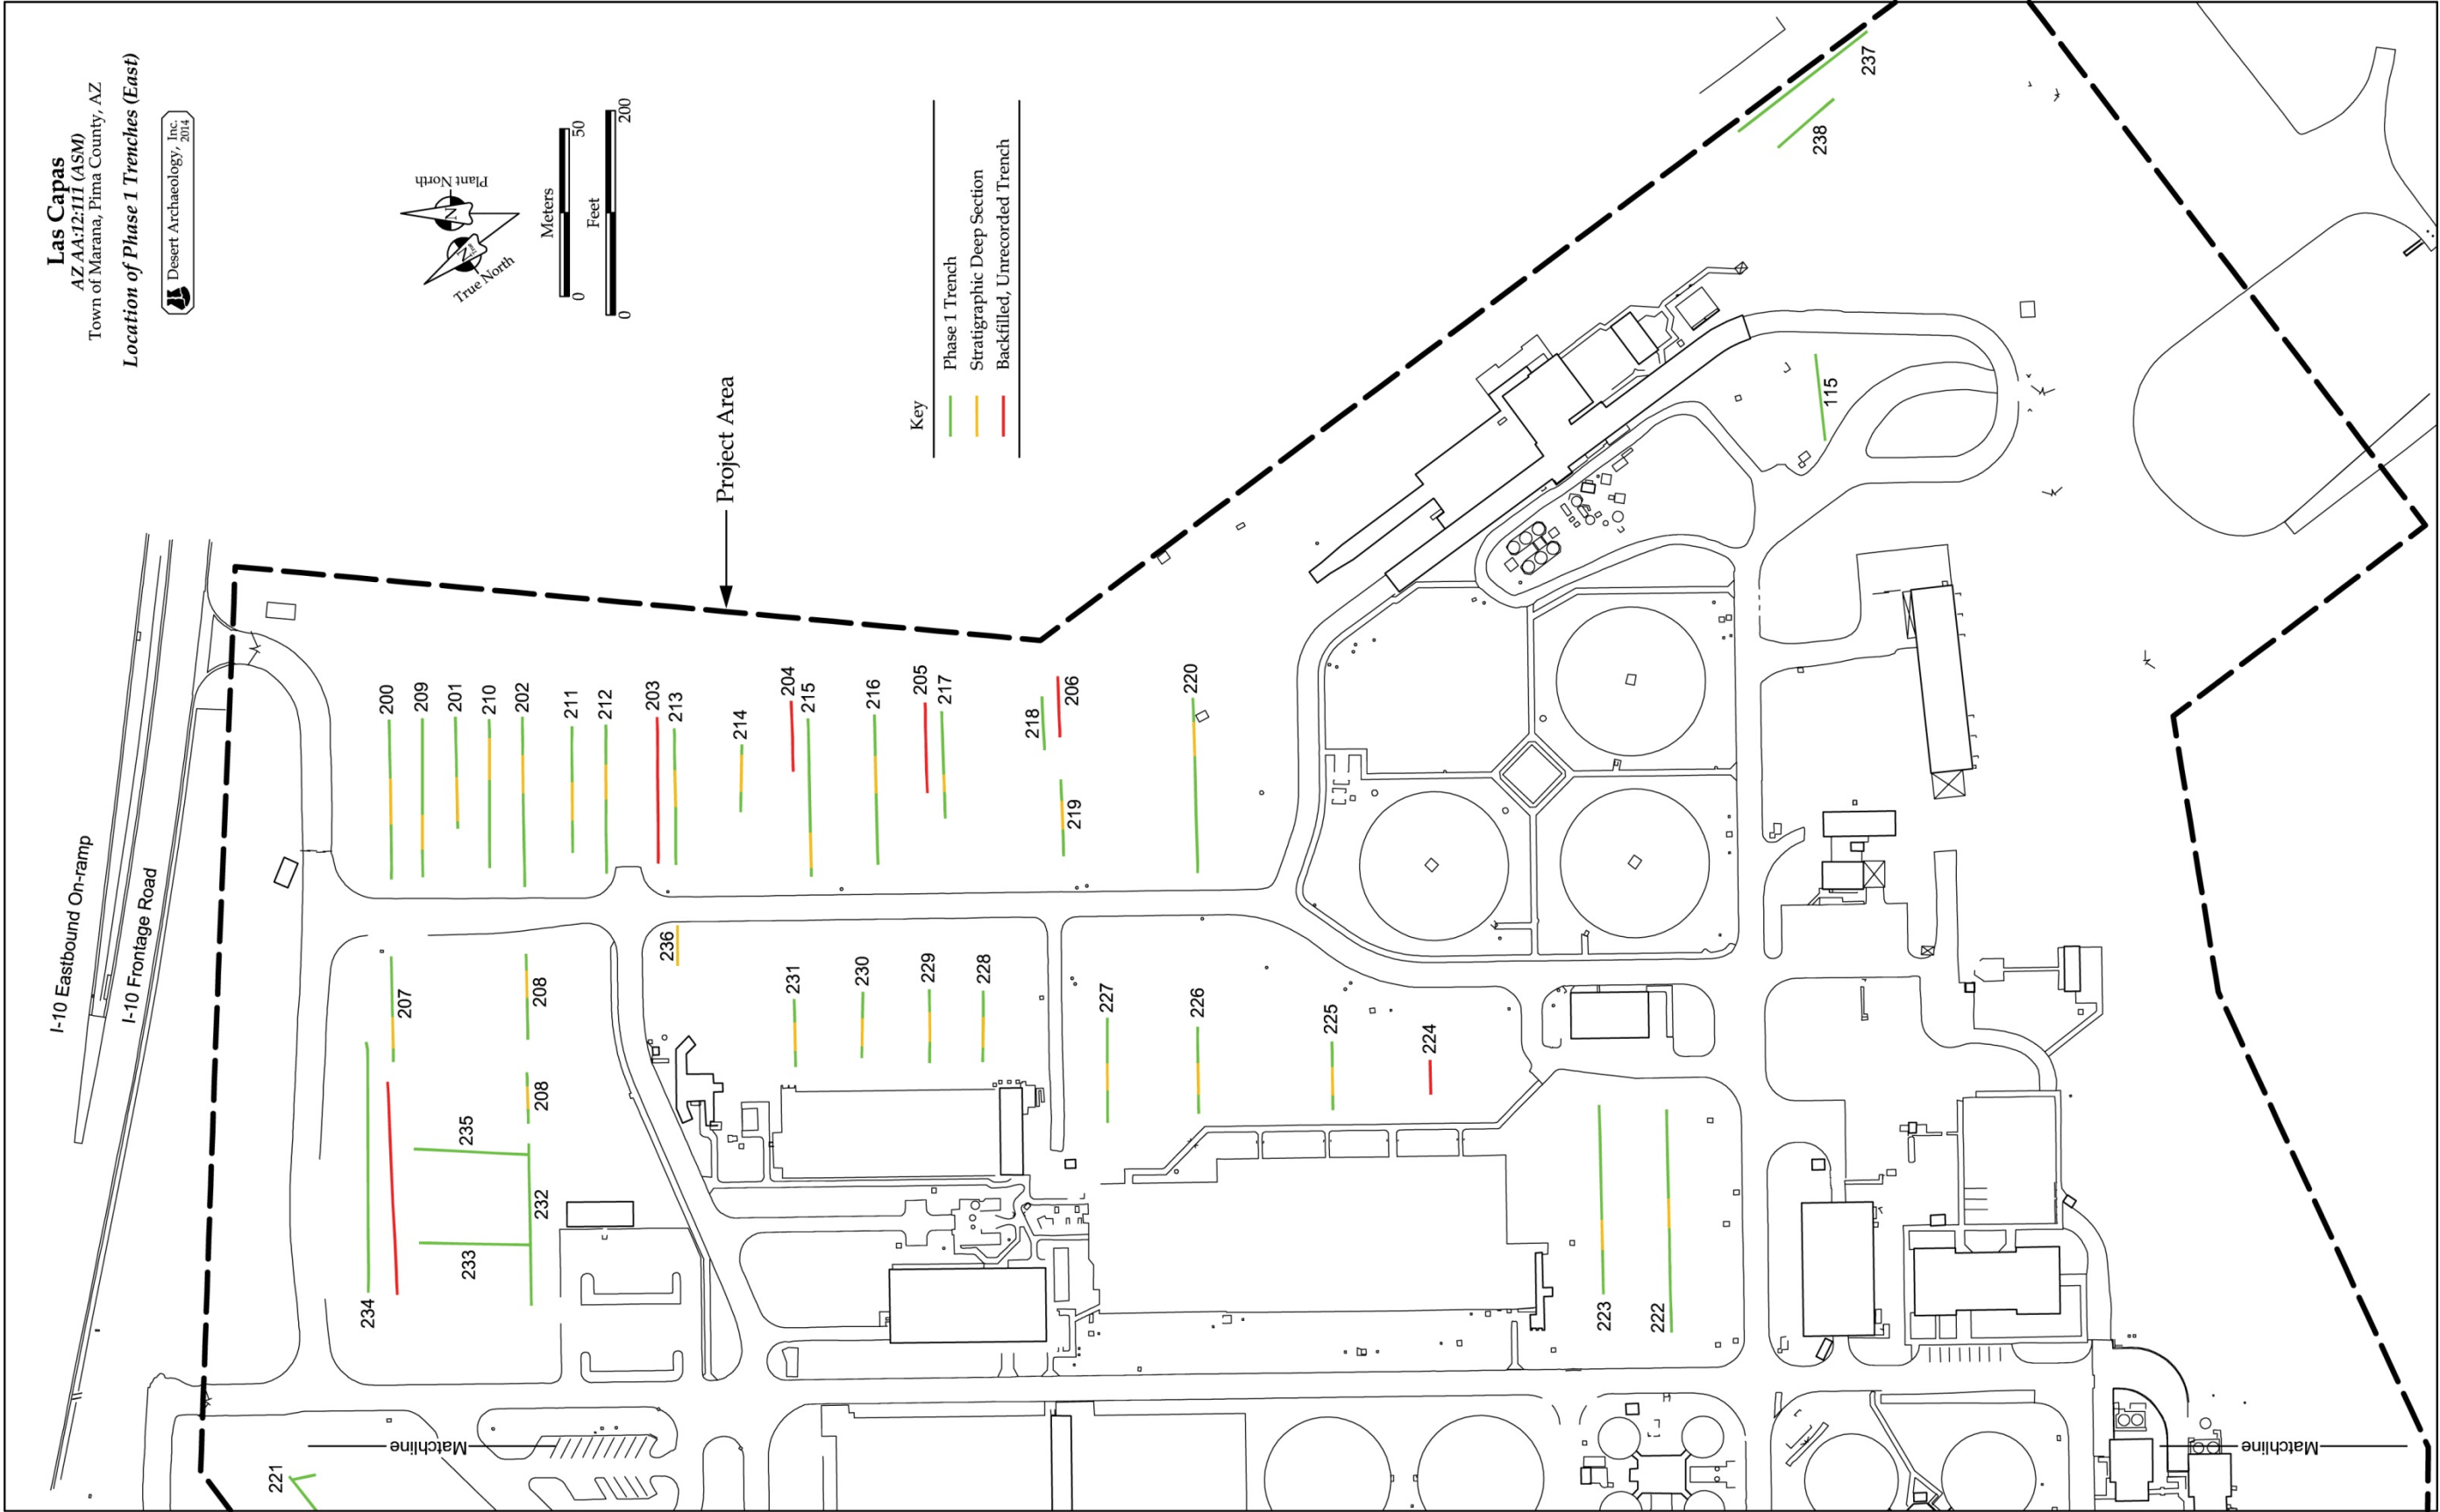 Las Capas
AZ AA:12:111 (ASM)
Town of Marana, Pima County, AZ
Location of Phase 1 Trenches (East)
Desert Archaeology, Inc.
2014
Plant North
N
True North
N
True
Meters
0
50
Feet
0
200
Key
Phase 1 Trench
Stratigraphic Deep Section
Backfilled, Unrecorded Trench
Project Area
I-10 Eastbound On-ramp
I-10 Frontage Road
237
238
115
200
209
201
210
202
211
212
203
213
214
204
215
216
205
217
218
206
219
220
207
208
236
231
230
229
228
227
226
225
224
208
235
232
233
234
223
222
221
Matchline
Matchline